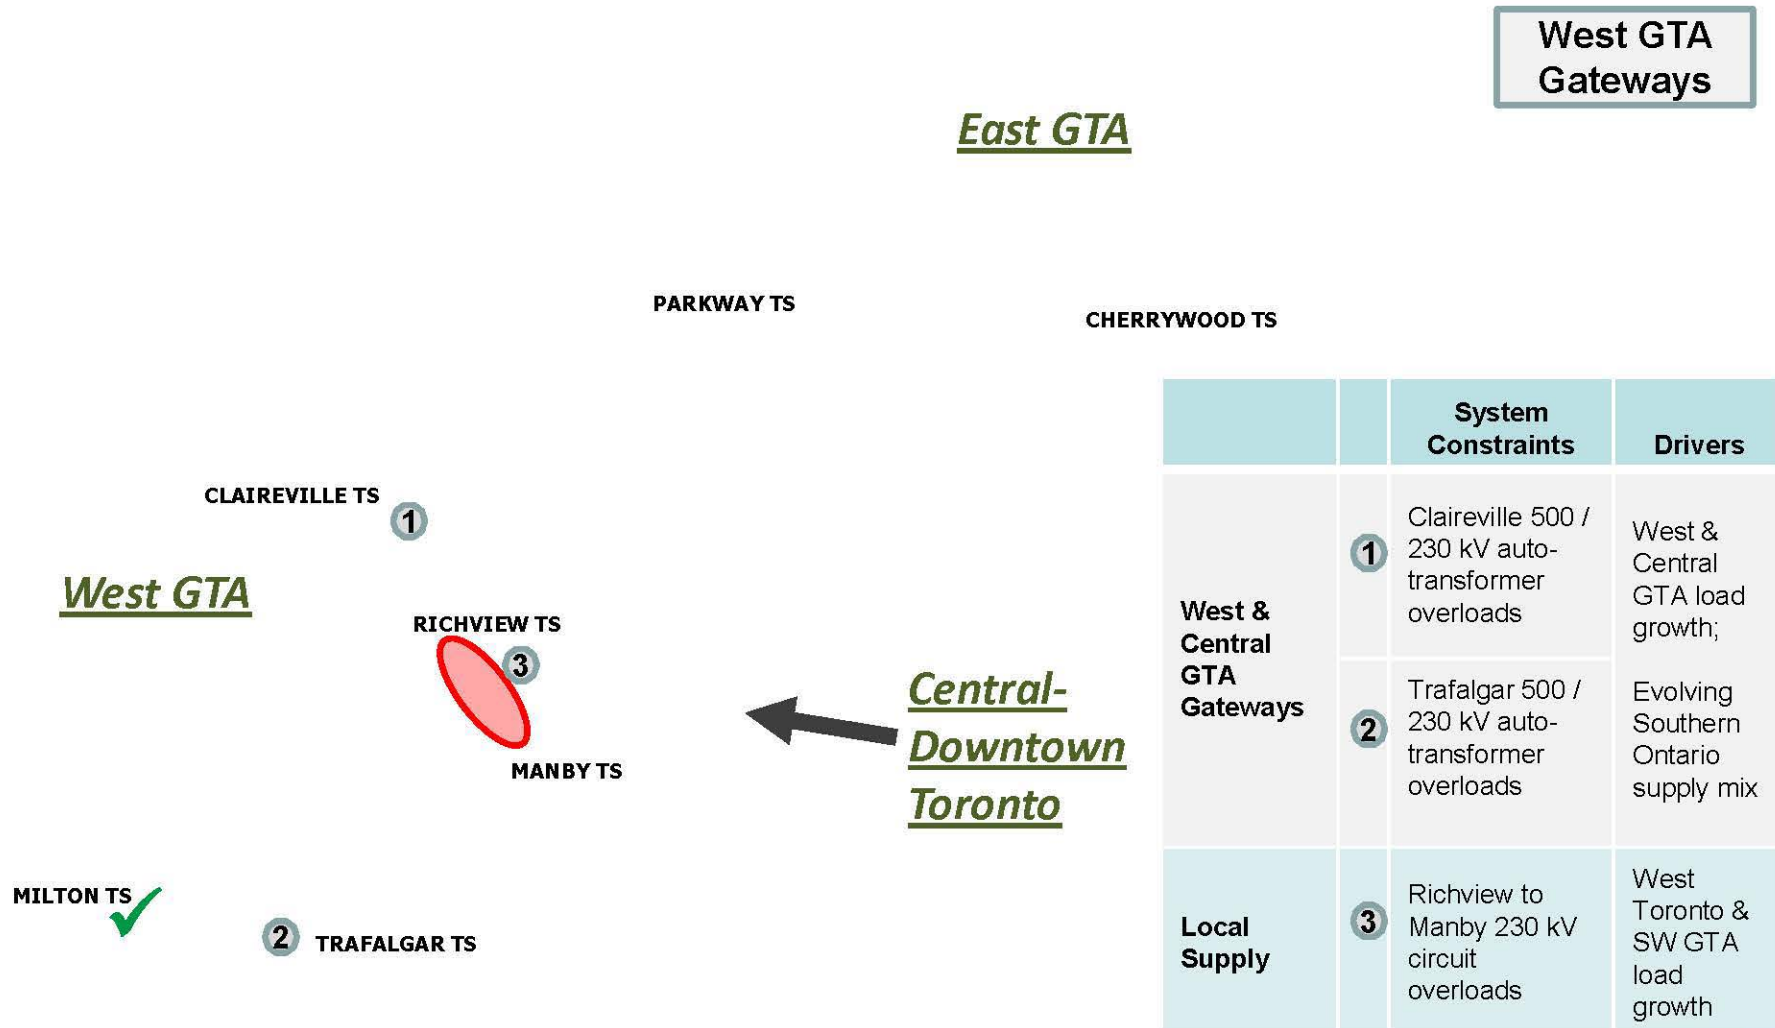 West GTA
Gateways
East GTA
PARKWAY TS
CHERRYWOOD TS
CLAIREVILLE TS
1
West GTA
RICHVIEW TS
3
Central-
Downtown
Toronto
MANBY TS
MILTON TS
2
TRAFALGAR TS
System
Constraints
Drivers
West &
Central
GTA
Gateways
1
Claireville 500 /
230 kV auto-
transformer
overloads
West &
Central
GTA load
growth;
2
Trafalgar 500 /
230 kV auto-
transformer
overloads
Evolving
Southern
Ontario
supply mix
Local
Supply
3
Richview to
Manby 230 kV
circuit
overloads
West
Toronto &
SW GTA
load
growth